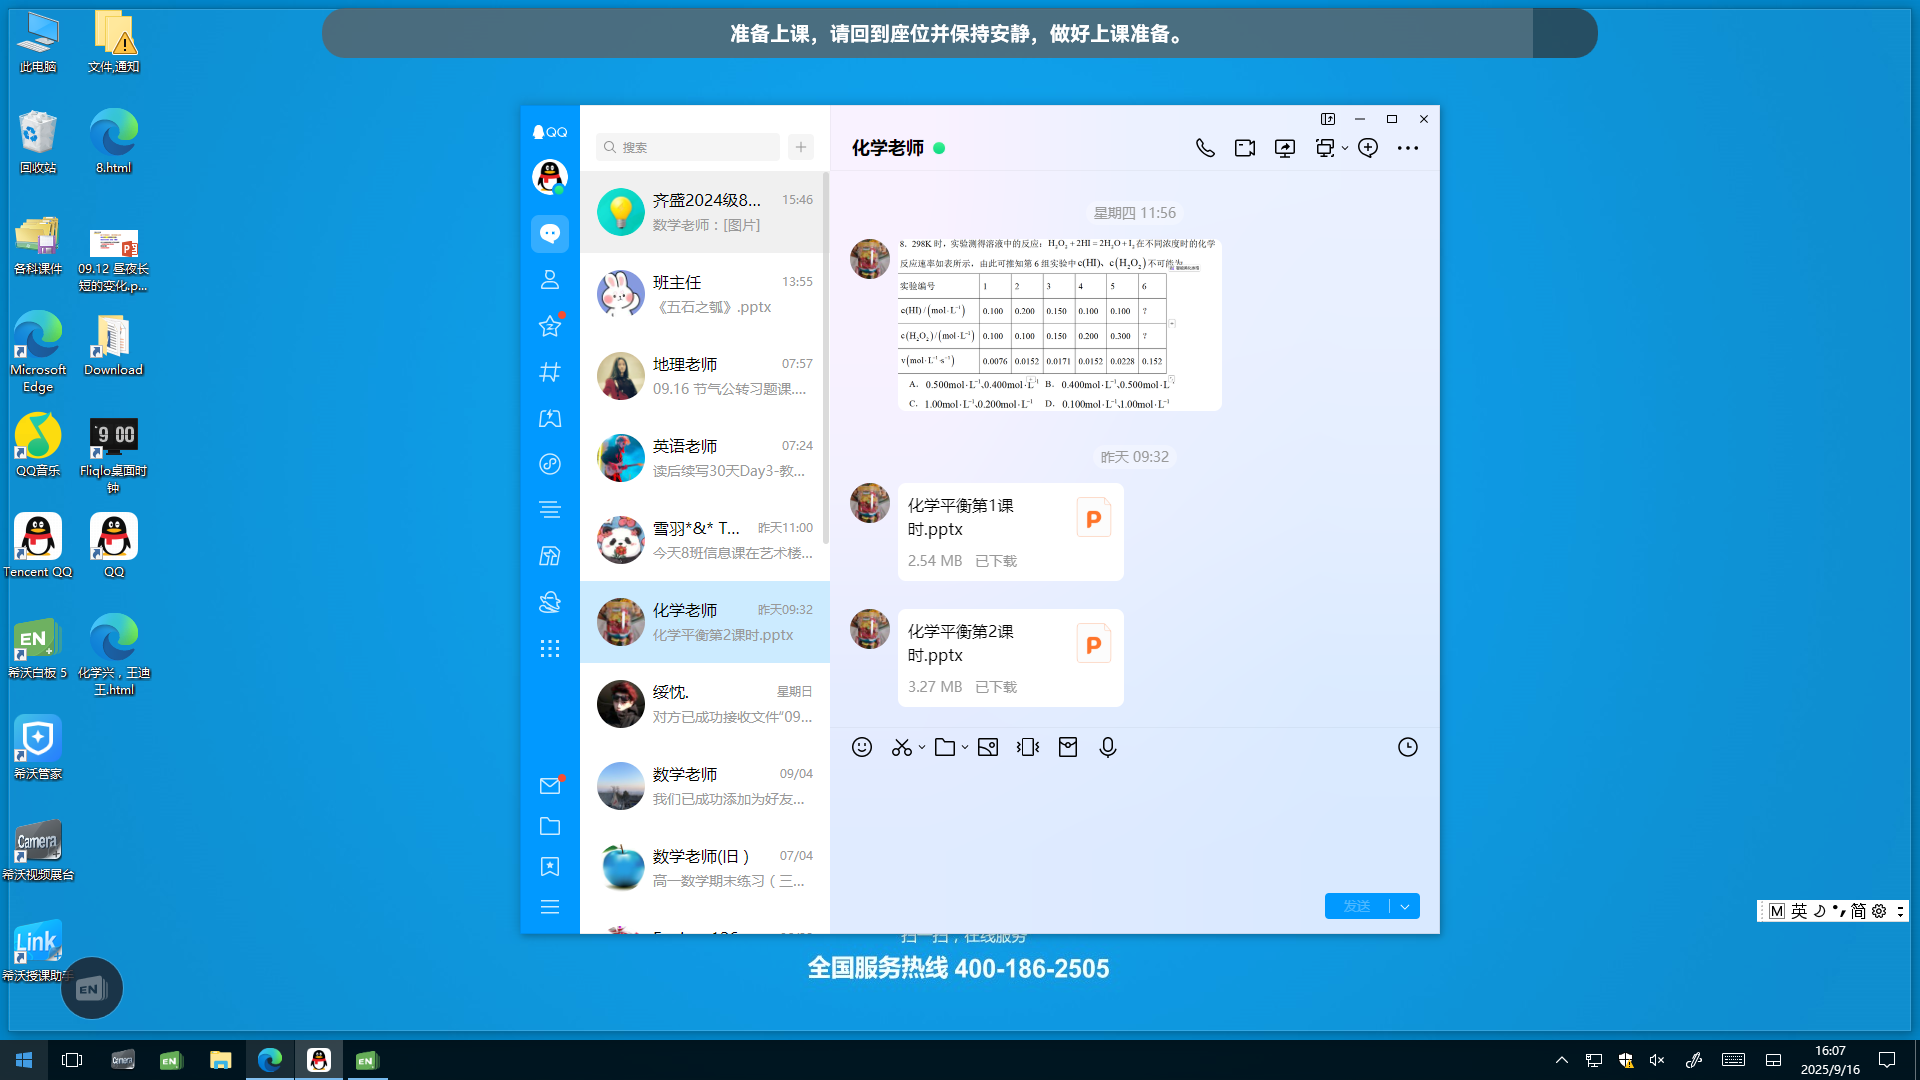 准备上课，请回到座位并保持安静，做好上课准备。
此电脑
文件,通知
回收站
8.html
各科课件
09.12 昼夜长短的变化.p...
Microsoft Edge
Download
QQ音乐
9 00
Fliqlo桌面时钟
Tencent QQ
QQ
EN
希沃白板 5
化学兴，王迪王.html
希沃管家
Camera
希沃视频展台
Link
希沃授课助手
EN
QQ
搜索
齐盛2024级8...
15:46
数学老师：[图片]
班主任
13:55
《五石之瓠》.pptx
地理老师
07:57
09.16 节气公转习题课....
英语老师
07:24
读后续写30天Day3-教...
雪羽*&* T...
昨天11:00
今天8班信息课在艺术楼...
化学老师
昨天09:32
化学平衡第2课时.pptx
绥忱.
星期日
对方已成功接收文件"09...
数学老师
09/04
我们已成功添加为好友...
数学老师(旧 )
07/04
高一数学期末练习（三...
化学老师
星期四 11:56
8．298K 时，实验测得溶液中的反应：H₂O₂+2HI=2H₂O+I₂在不同浓度时的化学
反应速率如表所示，由此可推知第 6 组实验中c(HI)、c(H₂O₂)不可能为
实验编号 1 2 3 4 5 6
c(HI)/(mol·L⁻¹) 0.100 0.200 0.150 0.100 0.100 ?
c(H₂O₂)/(mol·L⁻¹) 0.100 0.100 0.150 0.200 0.300 ?
v(mol·L⁻¹·s⁻¹) 0.0076 0.0152 0.0171 0.0152 0.0228 0.152
A．0.500mol·L⁻¹、0.400mol·L⁻¹ B．0.400mol·L⁻¹、0.500mol·L⁻¹
C．1.00mol·L⁻¹、0.200mol·L⁻¹ D．0.100mol·L⁻¹、1.00mol·L⁻¹
昨天 09:32
化学平衡第1课
时.pptx
P
2.54 MB 已下载
化学平衡第2课
时.pptx
P
3.27 MB 已下载
发送
扫一扫，在线服务
全国服务热线 400-186-2505
M 英 简
Camera
EN
EN
16:07
2025/9/16